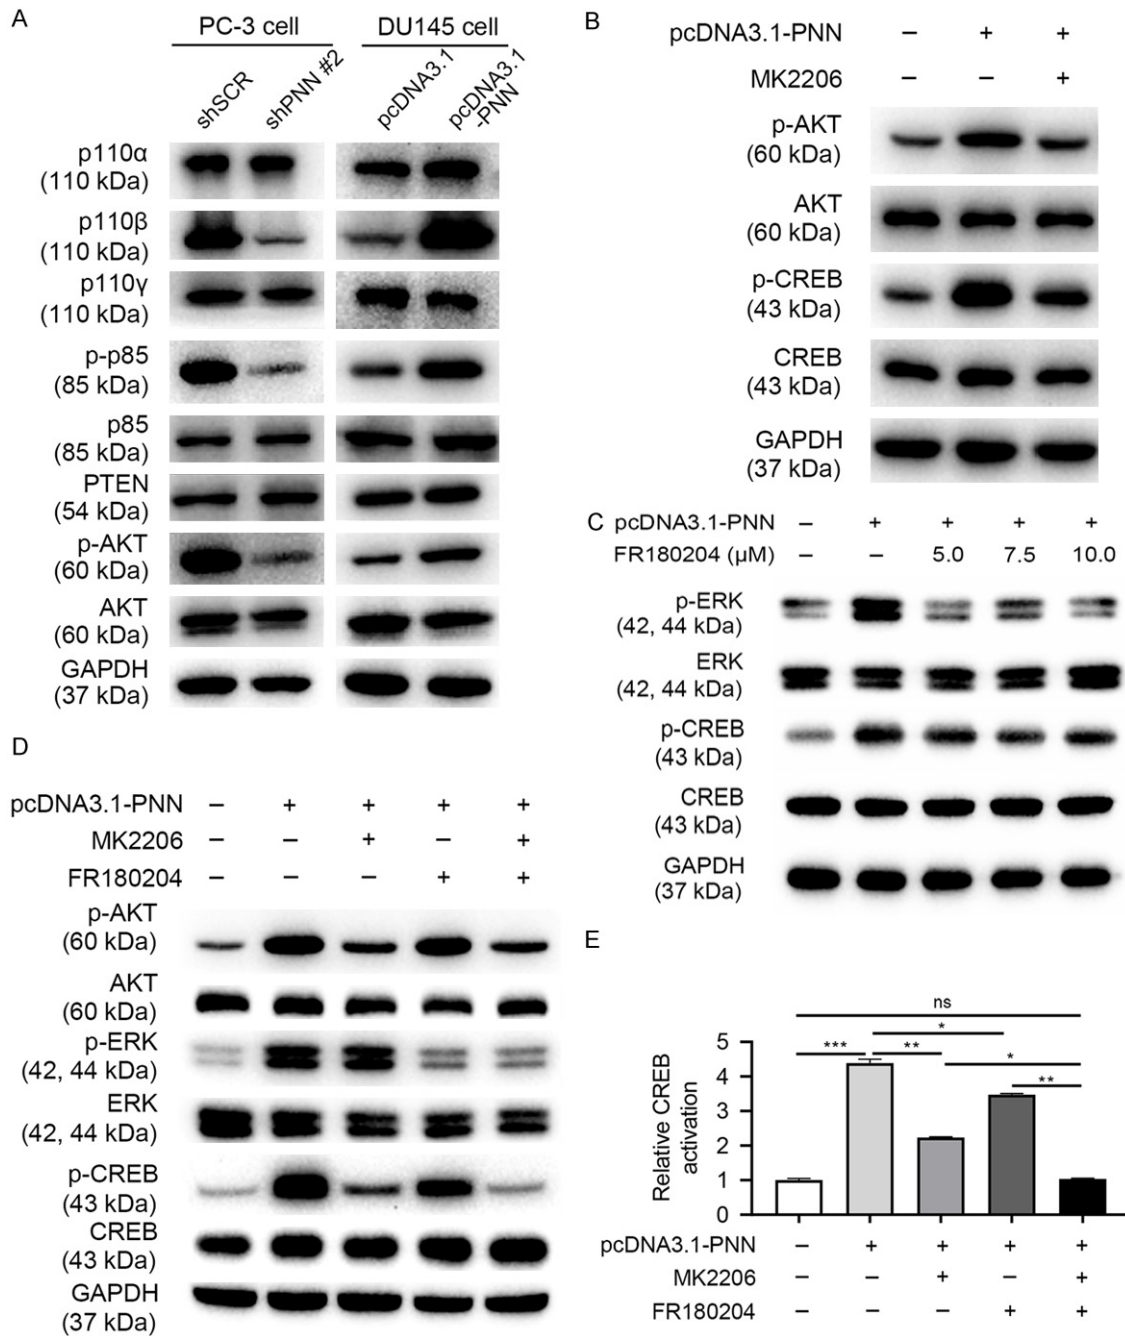 A
PC-3 cell
DU145 cell
shSCR
shPNN #2
pcDNA3.1
pcDNA3.1
-PNN
p110α
(110 kDa)
p110β
(110 kDa)
p110γ
(110 kDa)
p-p85
(85 kDa)
p85
(85 kDa)
PTEN
(54 kDa)
p-AKT
(60 kDa)
AKT
(60 kDa)
GAPDH
(37 kDa)
B
pcDNA3.1-PNN – + +
MK2206 – – +
p-AKT
(60 kDa)
AKT
(60 kDa)
p-CREB
(43 kDa)
CREB
(43 kDa)
GAPDH
(37 kDa)
C pcDNA3.1-PNN – + + + +
FR180204 (μM) – – 5.0 7.5 10.0
p-ERK
(42, 44 kDa)
ERK
(42, 44 kDa)
p-CREB
(43 kDa)
CREB
(43 kDa)
GAPDH
(37 kDa)
D
pcDNA3.1-PNN – + + + +
MK2206 – – + – +
FR180204 – – – + +
p-AKT
(60 kDa)
AKT
(60 kDa)
p-ERK
(42, 44 kDa)
ERK
(42, 44 kDa)
p-CREB
(43 kDa)
CREB
(43 kDa)
GAPDH
(37 kDa)
E
ns
*
*** ** *
**
Relative CREB
activation
5
4
3
2
1
0
pcDNA3.1-PNN – + + + +
MK2206 – – + – +
FR180204 – – – + +